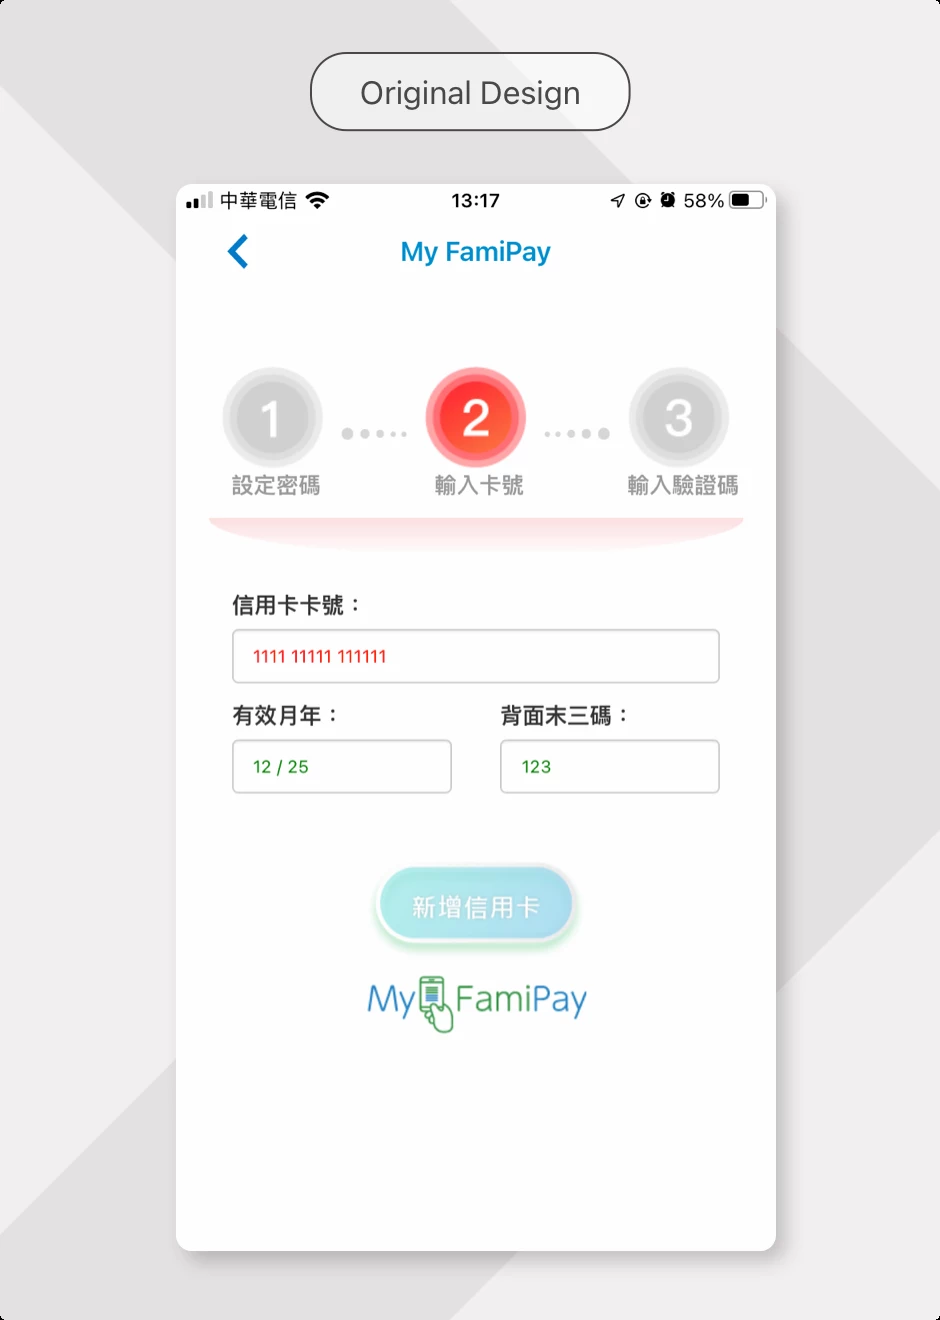 Original Design
中華電信 13:17 58%
My FamiPay
1 2 3
設定密碼 輸入卡號 輸入驗證碼
信用卡卡號：
1111 11111 111111
有效月年： 背面末三碼：
12 / 25 123
新增信用卡
My FamiPay